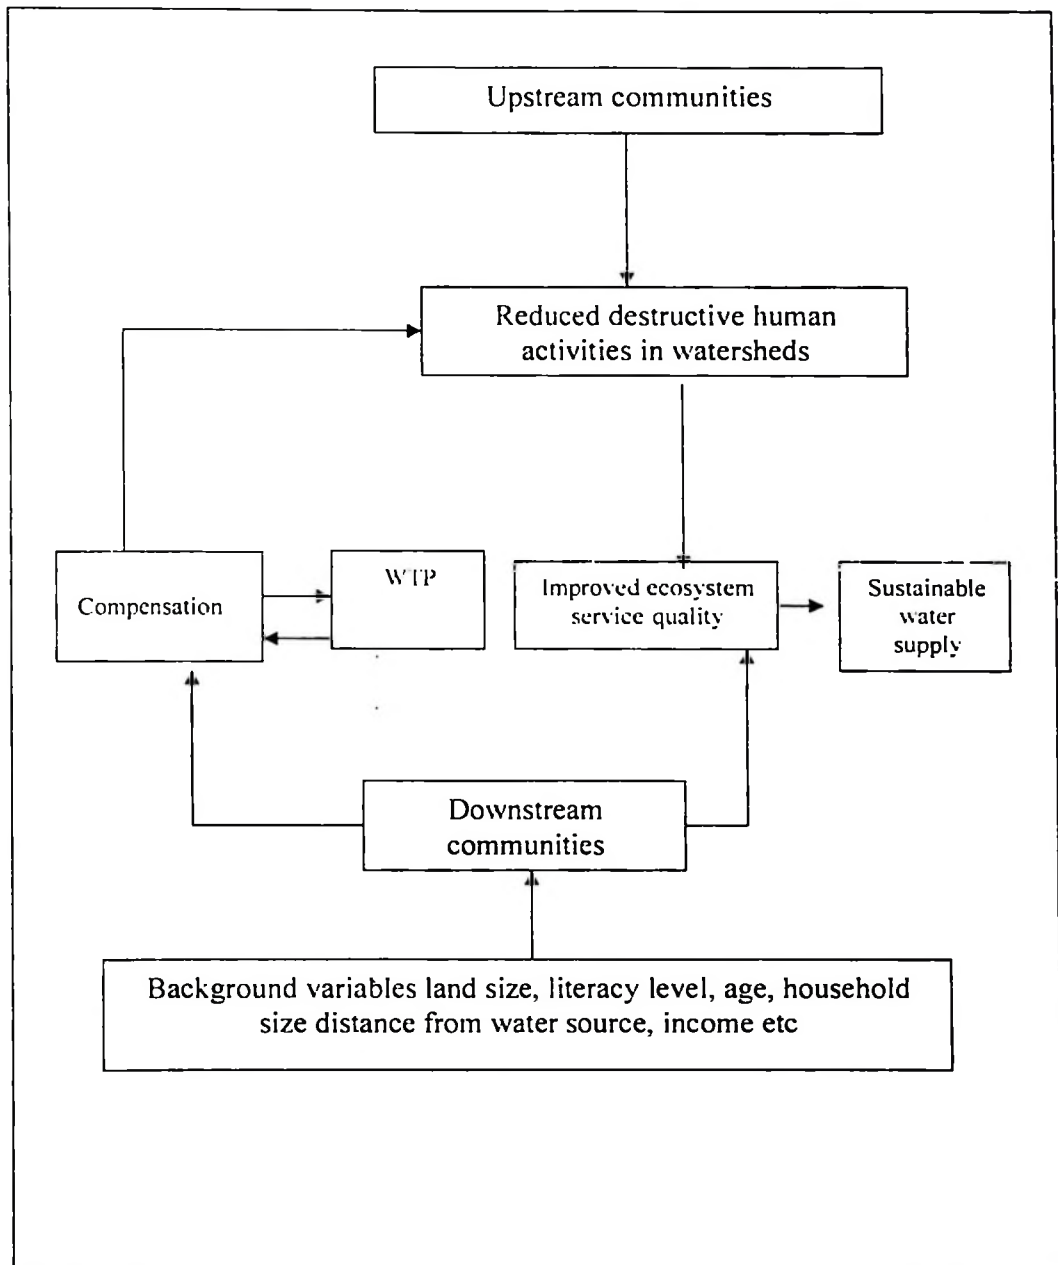 Upstream communities
Reduced destructive human
activities in watersheds
Compensation
WTP
Improved ecosystem
service quality
Sustainable
water
supply
Downstream
communities
Background variables land size, literacy level, age, household
size distance from water source, income etc